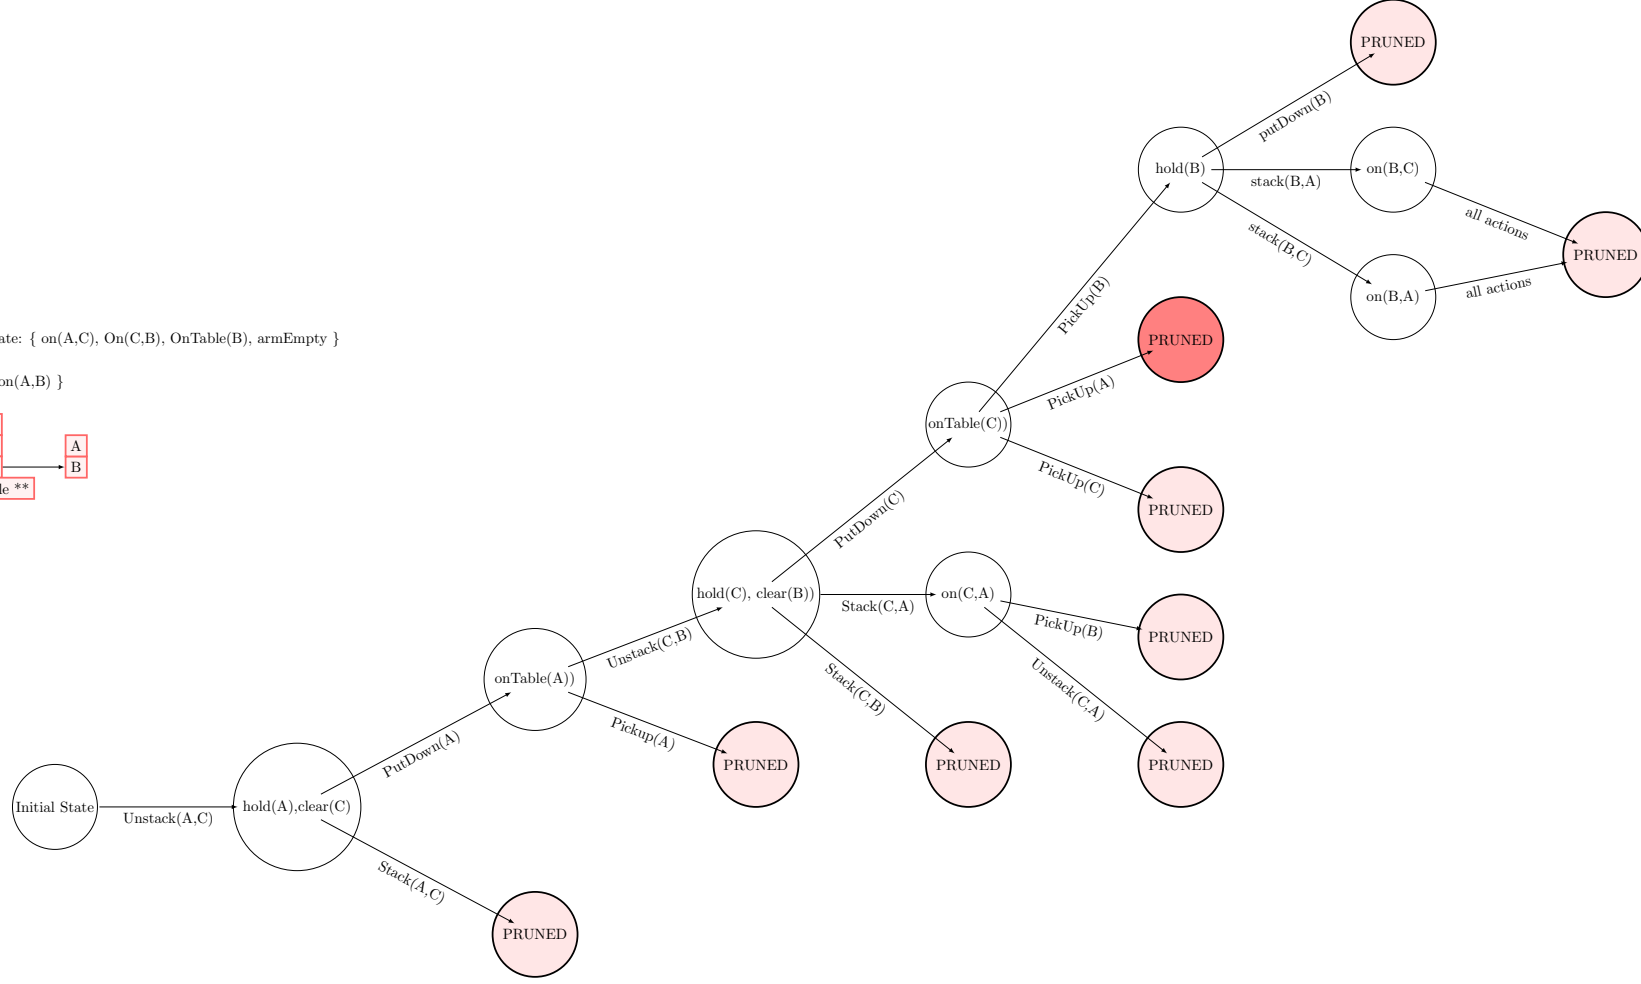 PRUNED
putDown(B)
hold(B)
stack(B,A)
on(B,C)
all actions
stack(B,C)
PRUNED
on(B,A)
all actions
PickUp(B)
ate: { on(A,C), On(C,B), OnTable(B), armEmpty }
PRUNED
on(A,B) }
PickUp(A)
onTable(C))
A
B
PickUp(C)
le **
PRUNED
PutDown(C)
hold(C), clear(B))
Stack(C,A)
on(C,A)
PickUp(B)
PRUNED
Unstack(C,B)
onTable(A))
Stack(C,B)
Unstack(C,A)
Pickup(A)
PRUNED
PRUNED
PRUNED
PutDown(A)
Initial State
Unstack(A,C)
hold(A),clear(C)
Stack(A,C)
PRUNED